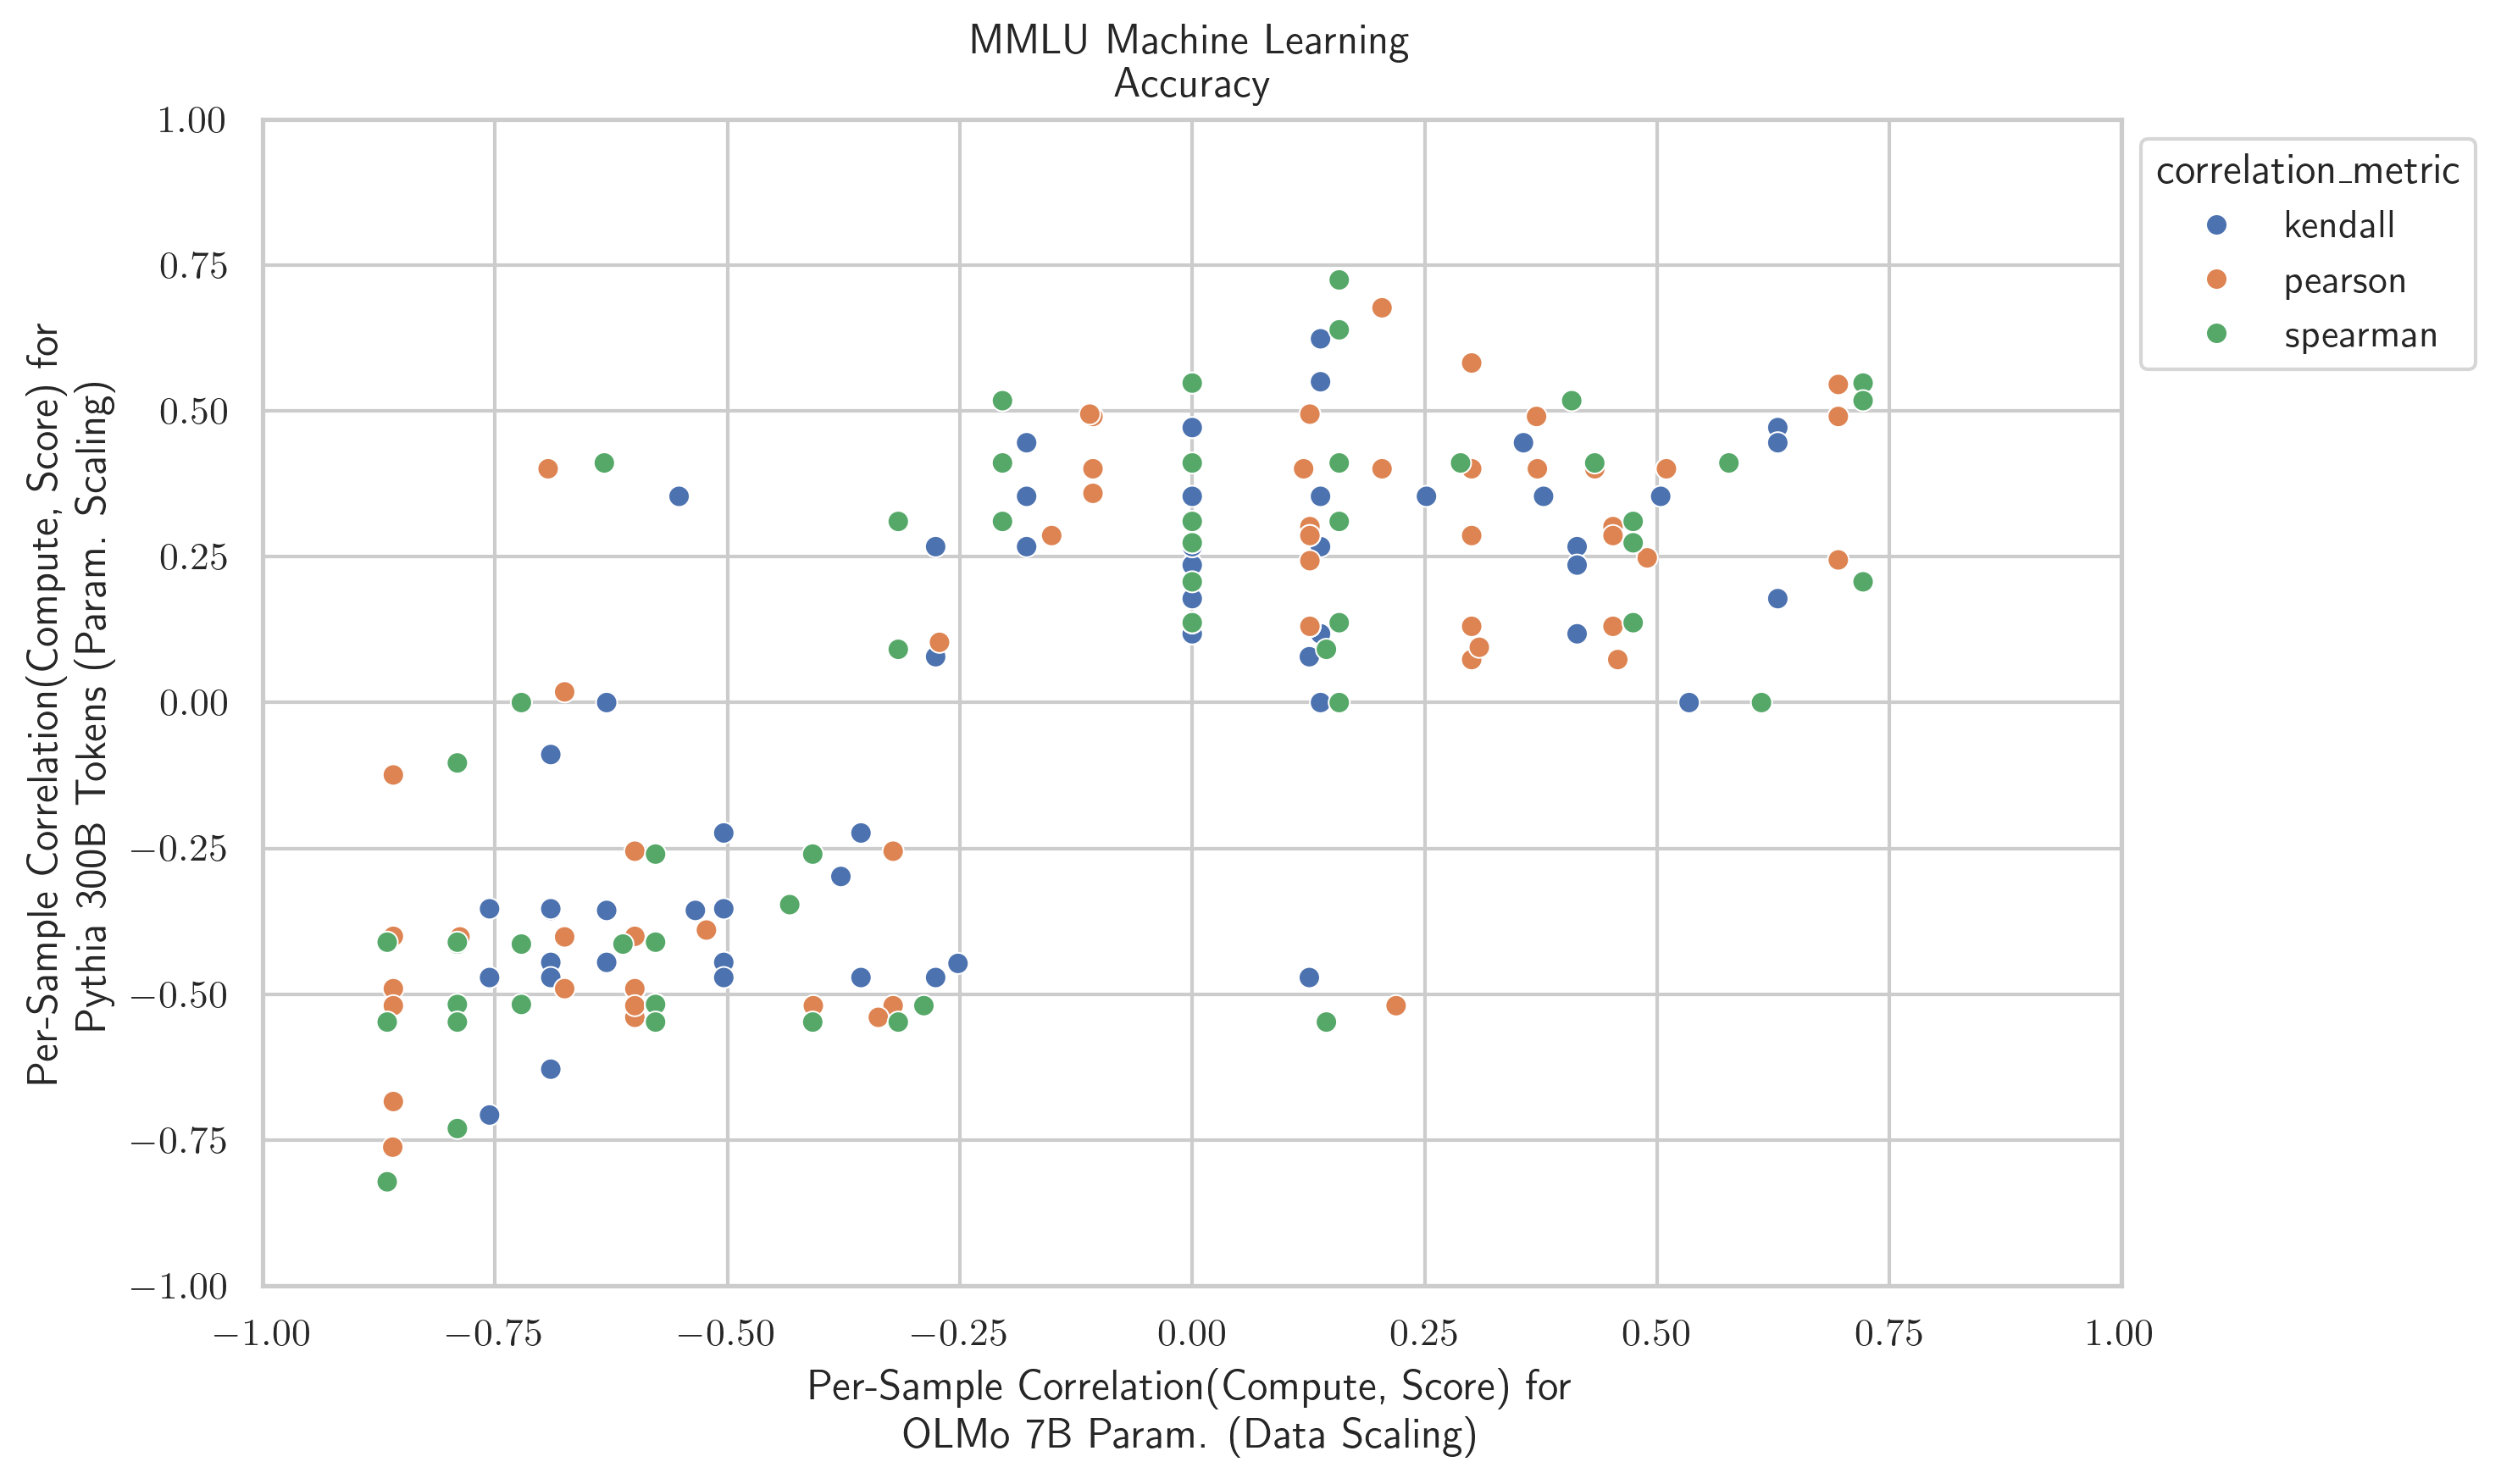 MMLU Machine Learning
Accuracy
1.00
0.75
0.50
0.25
0.00
−0.25
−0.50
−0.75
−1.00
Per-Sample Correlation(Compute, Score) for
Pythia 300B Tokens (Param. Scaling)
−1.00
−0.75
−0.50
−0.25
0.00
0.25
0.50
0.75
1.00
Per-Sample Correlation(Compute, Score) for
OLMo 7B Param. (Data Scaling)
correlation_metric
kendall
pearson
spearman